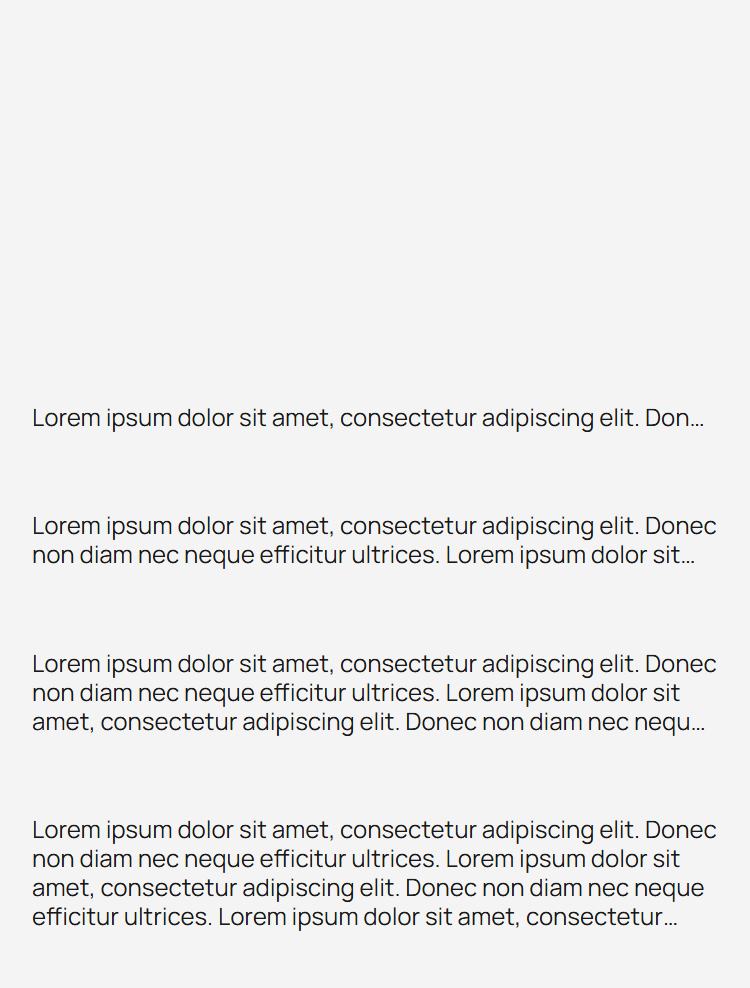 Lorem ipsum dolor sit amet, consectetur adipiscing elit. Don…
Lorem ipsum dolor sit amet, consectetur adipiscing elit. Donec
non diam nec neque efficitur ultrices. Lorem ipsum dolor sit…
Lorem ipsum dolor sit amet, consectetur adipiscing elit. Donec
non diam nec neque efficitur ultrices. Lorem ipsum dolor sit
amet, consectetur adipiscing elit. Donec non diam nec nequ…
Lorem ipsum dolor sit amet, consectetur adipiscing elit. Donec
non diam nec neque efficitur ultrices. Lorem ipsum dolor sit
amet, consectetur adipiscing elit. Donec non diam nec neque
efficitur ultrices. Lorem ipsum dolor sit amet, consectetur…